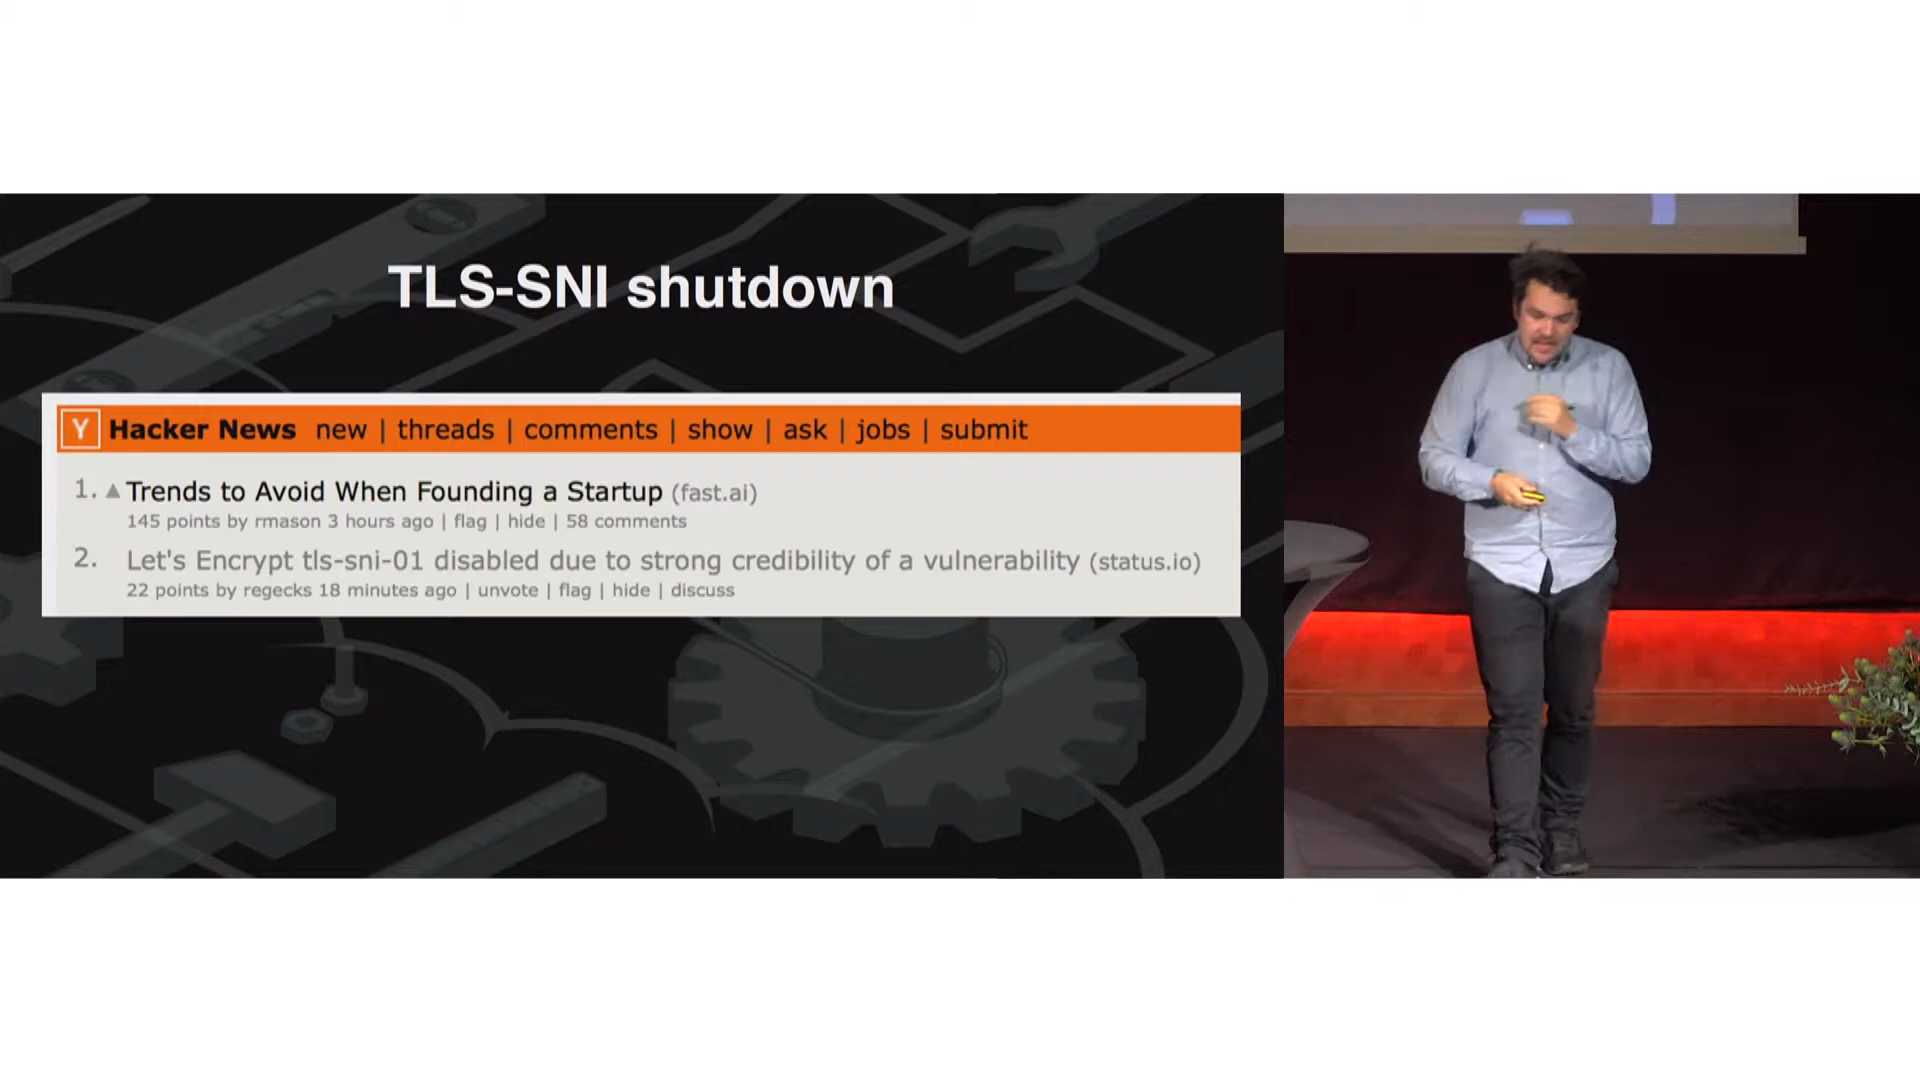 TLS-SNI shutdown
Y Hacker News new | threads | comments | show | ask | jobs | submit
1. ▲ Trends to Avoid When Founding a Startup (fast.ai)
145 points by rmason 3 hours ago | flag | hide | 58 comments
2. Let's Encrypt tls-sni-01 disabled due to strong credibility of a vulnerability (status.io)
22 points by regecks 18 minutes ago | unvote | flag | hide | discuss